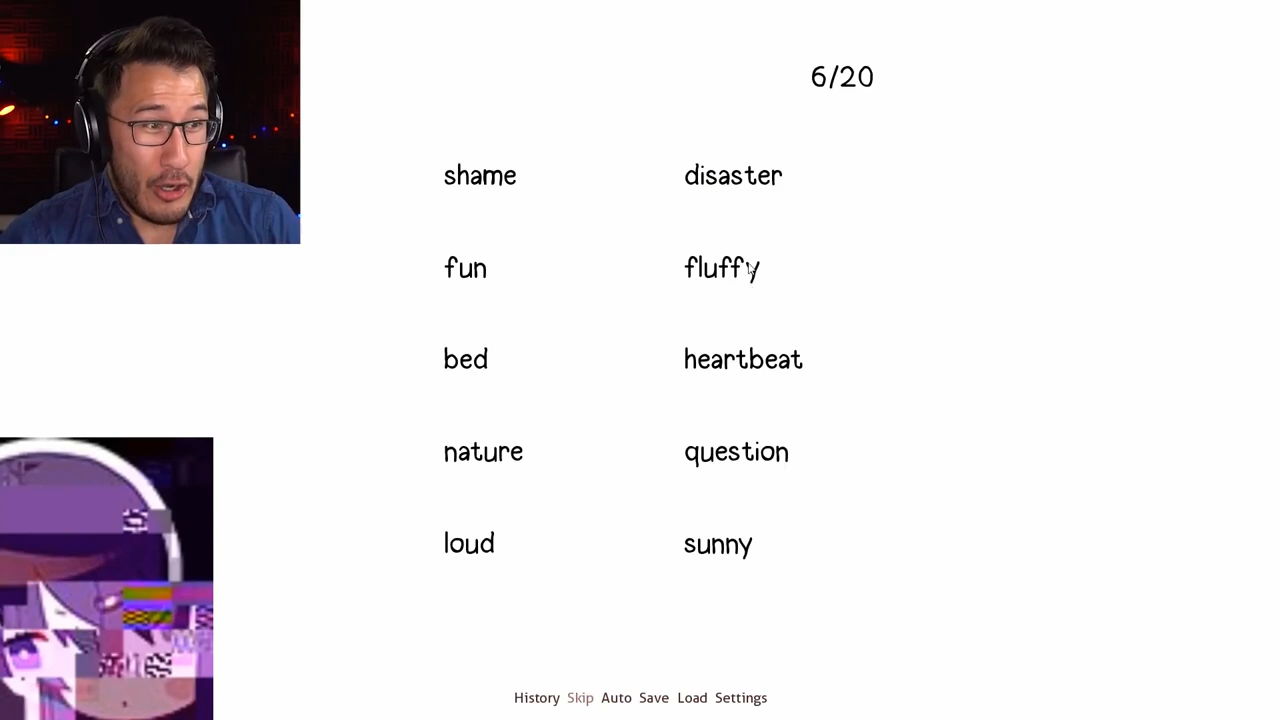 6/20
shame disaster
fun fluffy
bed heartbeat
nature question
loud sunny
History Skip Auto Save Load Settings